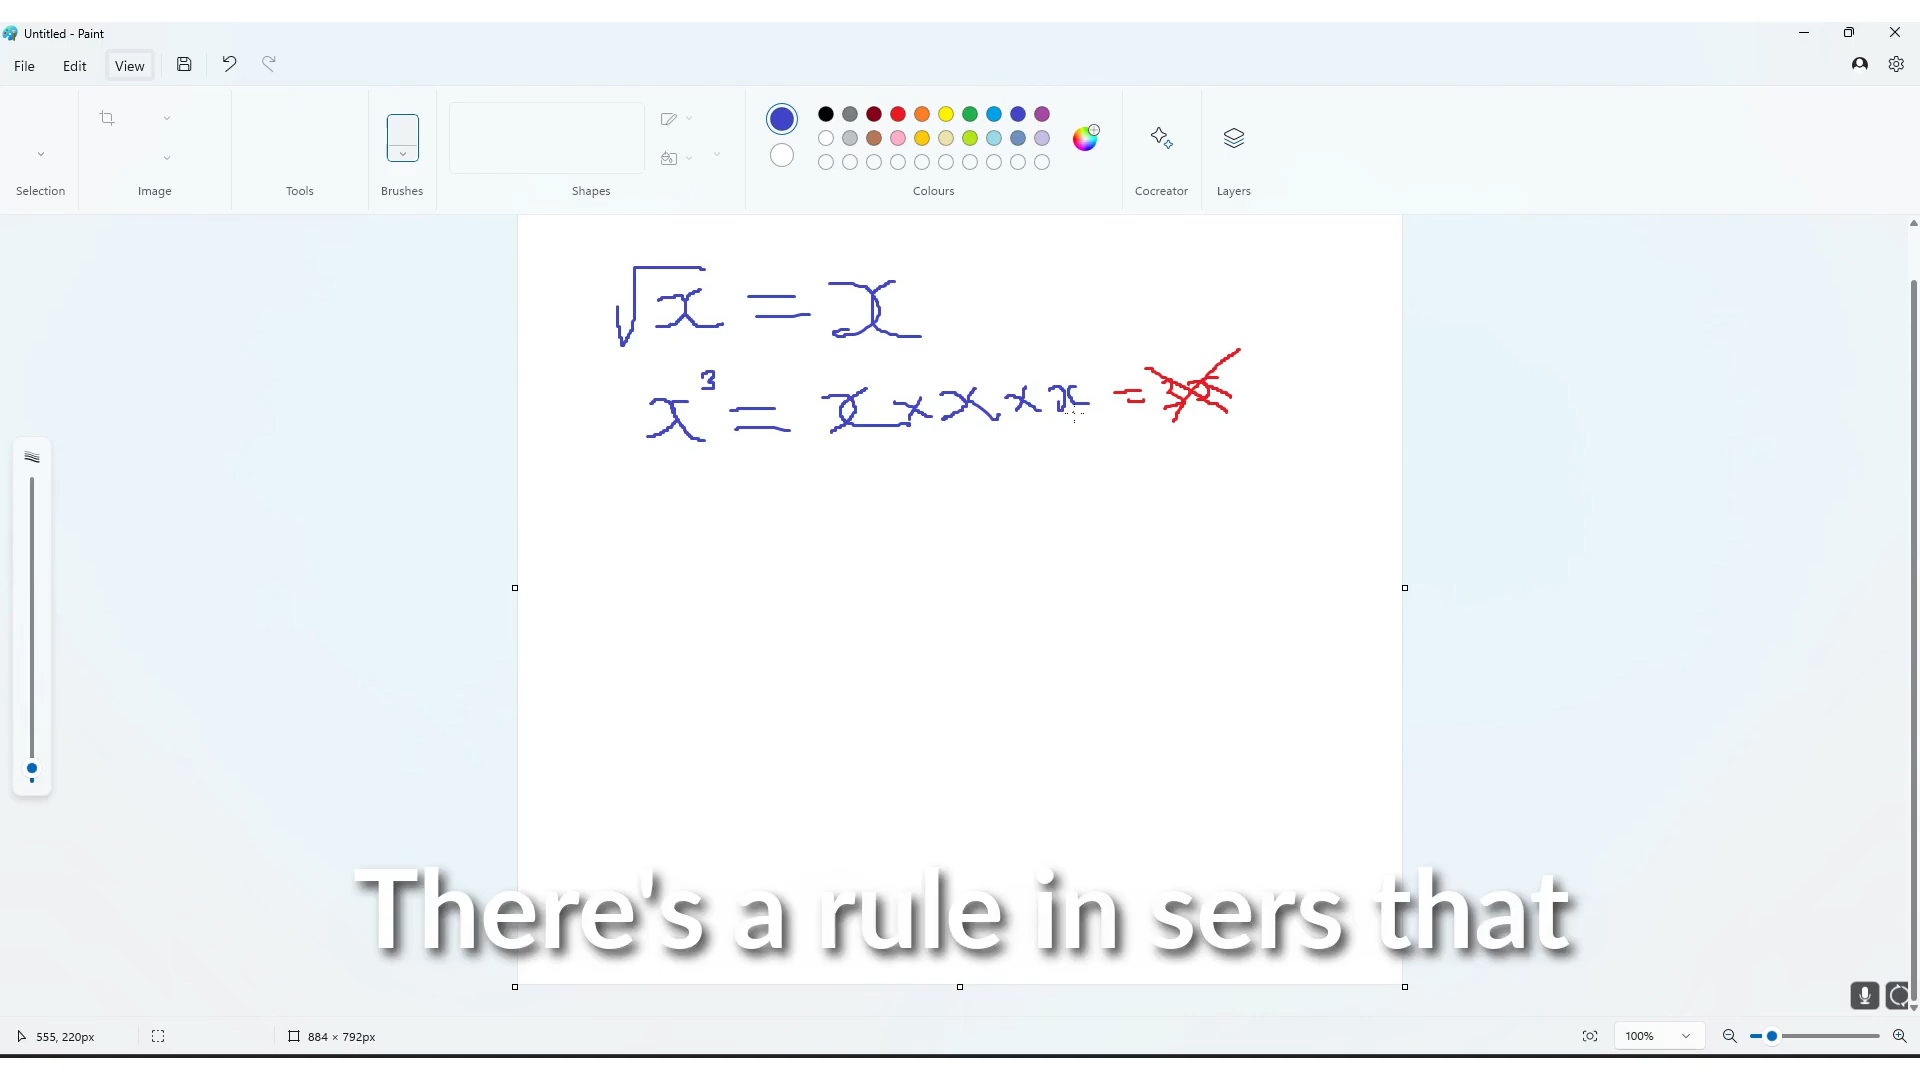 Untitled - Paint
File Edit View
Selection Image Tools Brushes Shapes Colours Cocreator Layers
√x = x
x³ = x × x × x =
There's a rule in sers that
555, 220px 884 × 792px 100%